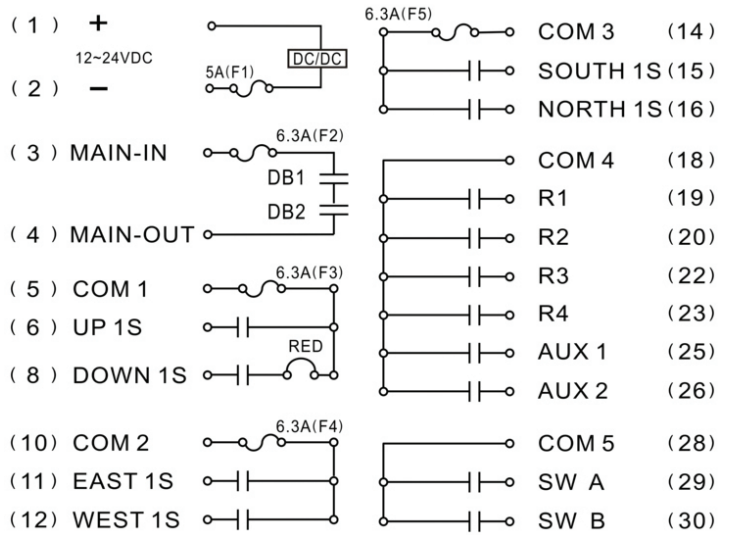 ( 1 ) +
12~24VDC
DC/DC
5A(F1)
( 2 ) −
( 3 ) MAIN-IN
6.3A(F2)
DB1
DB2
( 4 ) MAIN-OUT
6.3A(F3)
( 5 ) COM 1
( 6 ) UP 1S
RED
( 8 ) DOWN 1S
6.3A(F4)
(10) COM 2
(11) EAST 1S
(12) WEST 1S
6.3A(F5)
COM 3 (14)
SOUTH 1S (15)
NORTH 1S (16)
COM 4 (18)
R1 (19)
R2 (20)
R3 (22)
R4 (23)
AUX 1 (25)
AUX 2 (26)
COM 5 (28)
SW A (29)
SW B (30)